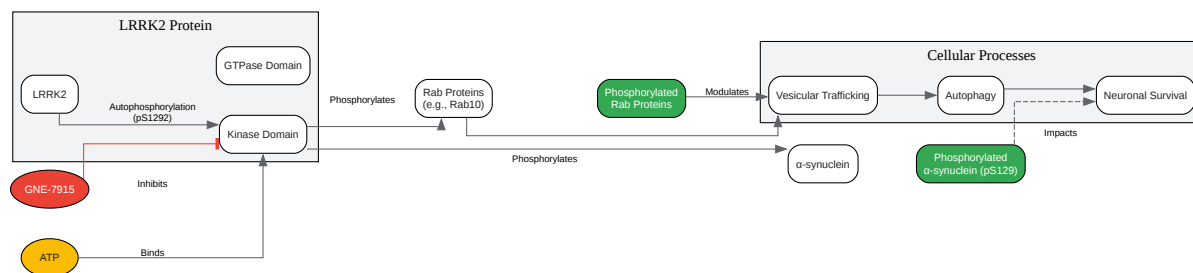 LRRK2 Protein
GTPase Domain
LRRK2
Autophosphorylation
(pS1292)
Kinase Domain
GNE-7915
Inhibits
ATP
Binds
Phosphorylates
Rab Proteins
(e.g., Rab10)
Phosphorylates
Phosphorylated
Rab Proteins
Modulates
Cellular Processes
Vesicular Trafficking
Autophagy
Neuronal Survival
Impacts
α-synuclein
Phosphorylated
α-synuclein (pS129)